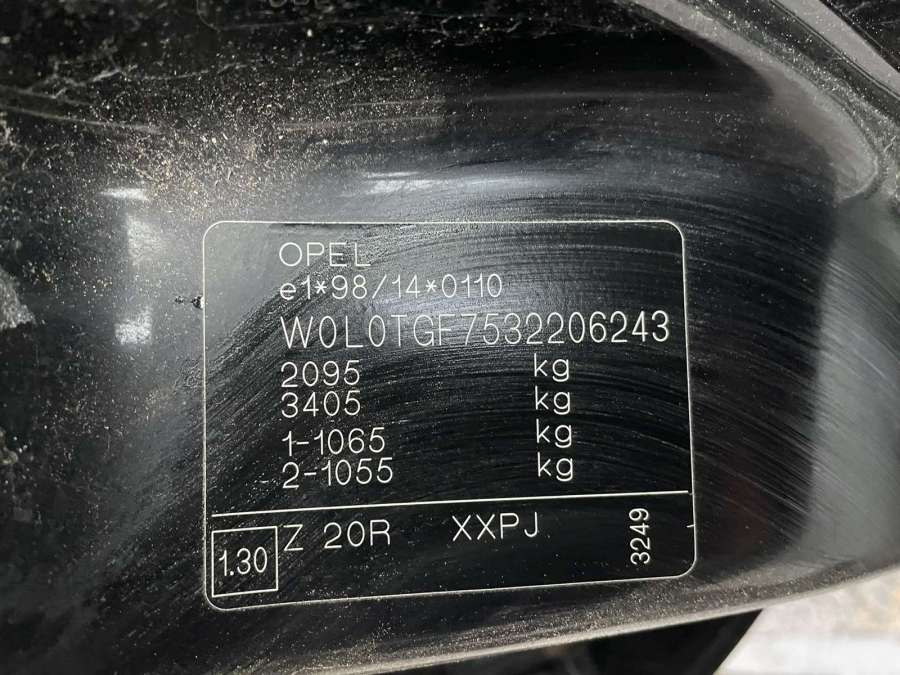 OPEL
e1*98/14*0110
W0L0TGF7532206243
2095 kg
3405 kg
1-1065 kg
2-1055 kg
1.30 Z 20R XXPJ 3249